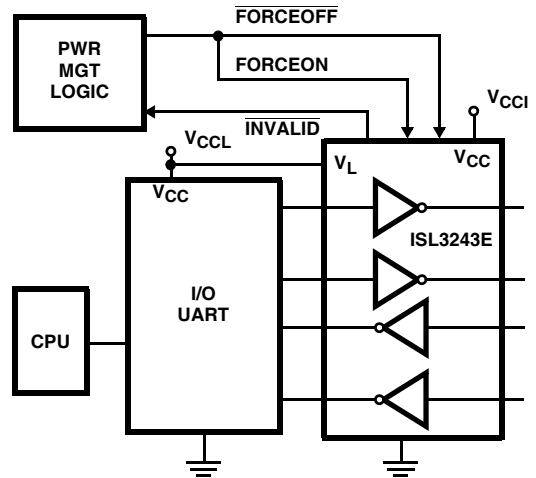 FORCEOFF
PWR
MGT
LOGIC
FORCEON
INVALID
VCCI
VCCL
VL
VCC
VCC
ISL3243E
I/O
UART
CPU